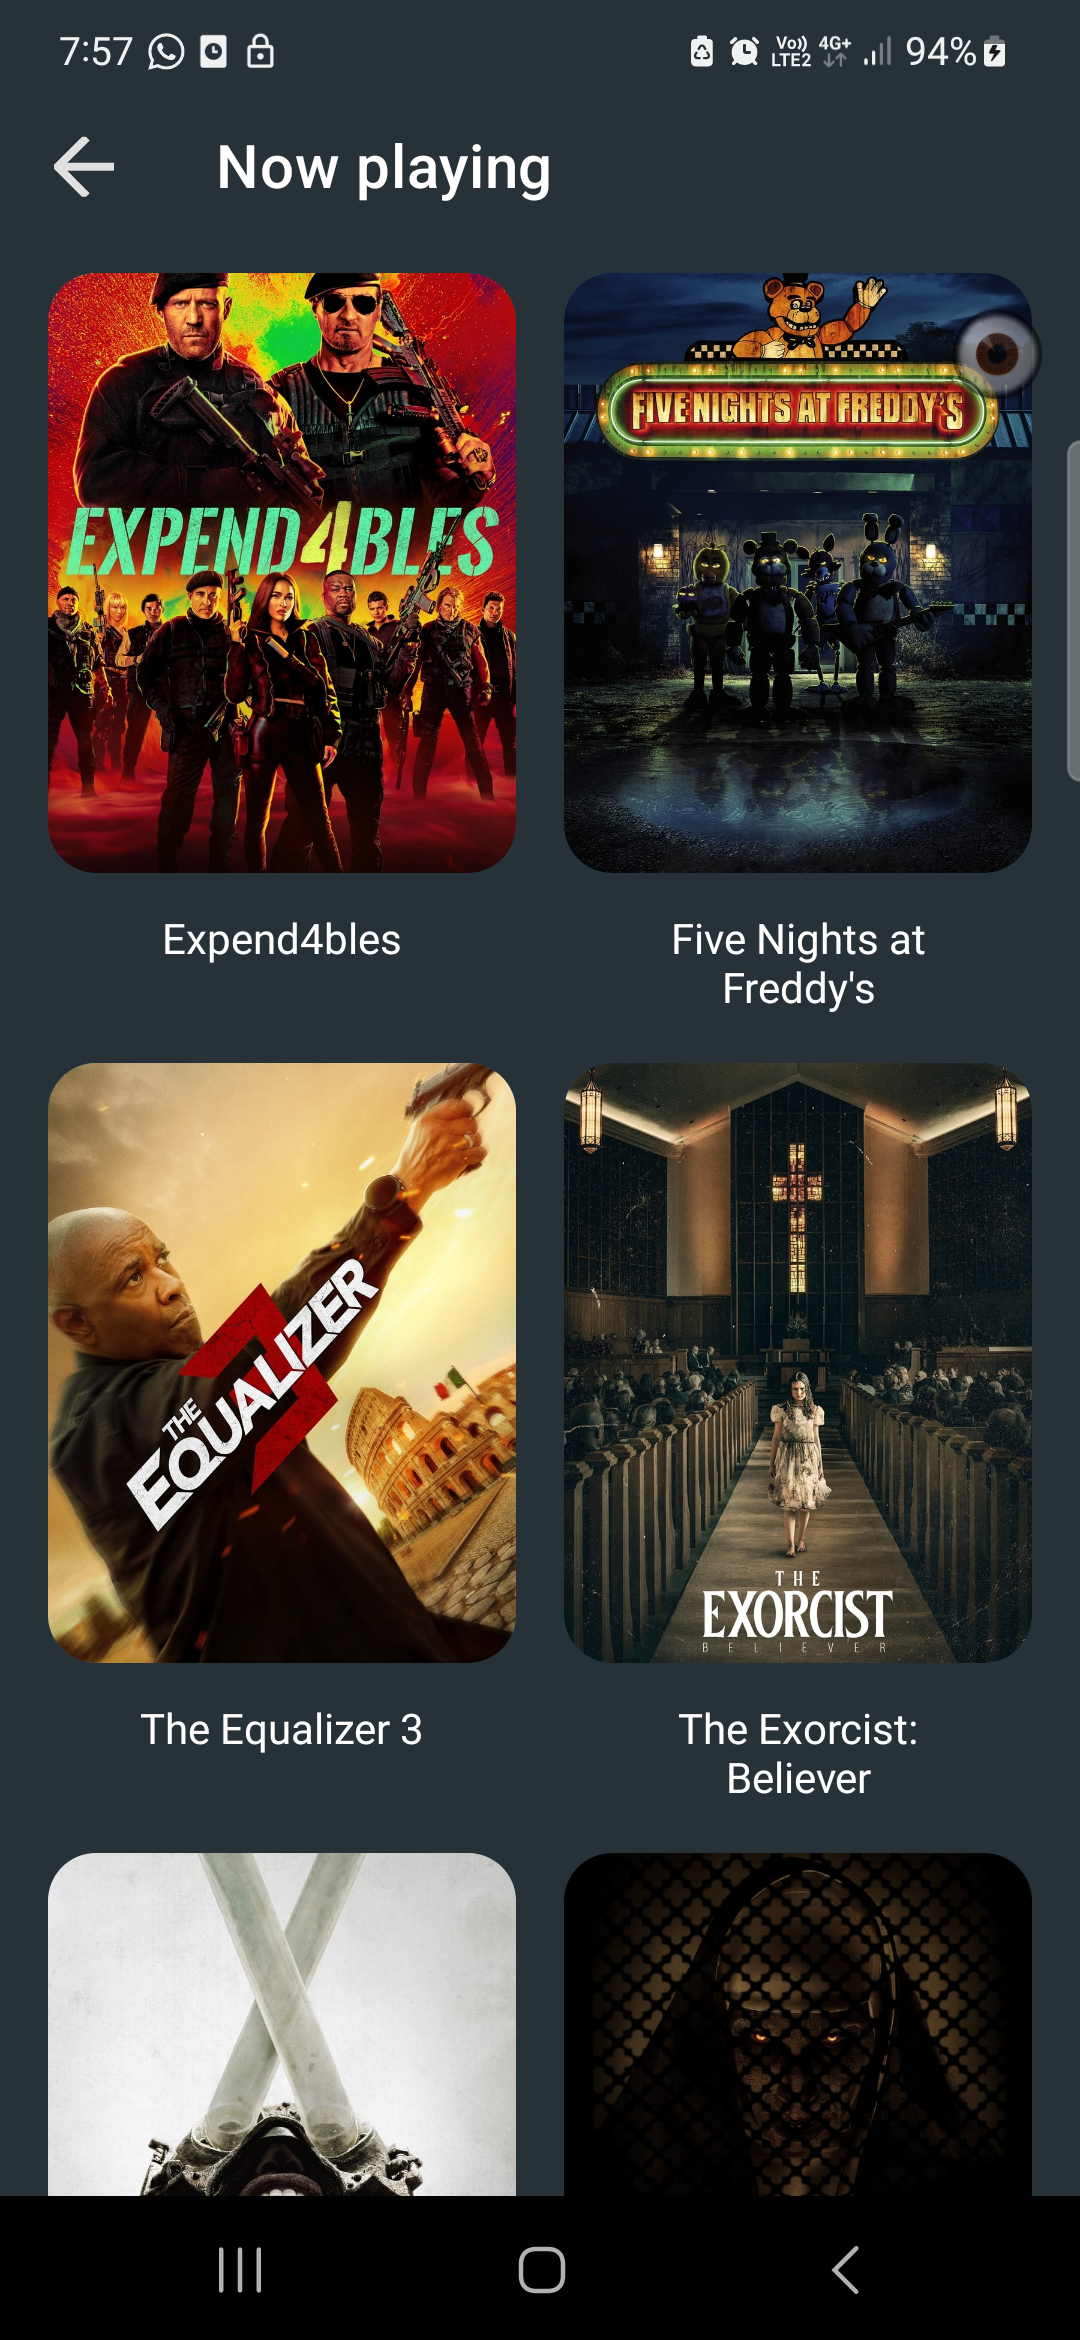 7:57
Vo)) 4G+ 94%
LTE2
Now playing
EXPEND4BLES
FIVE NIGHTS AT FREDDY'S
Expend4bles
Five Nights at
Freddy's
THE
EQUALIZER
3
THE
EXORCIST
BELIEVER
The Equalizer 3
The Exorcist:
Believer